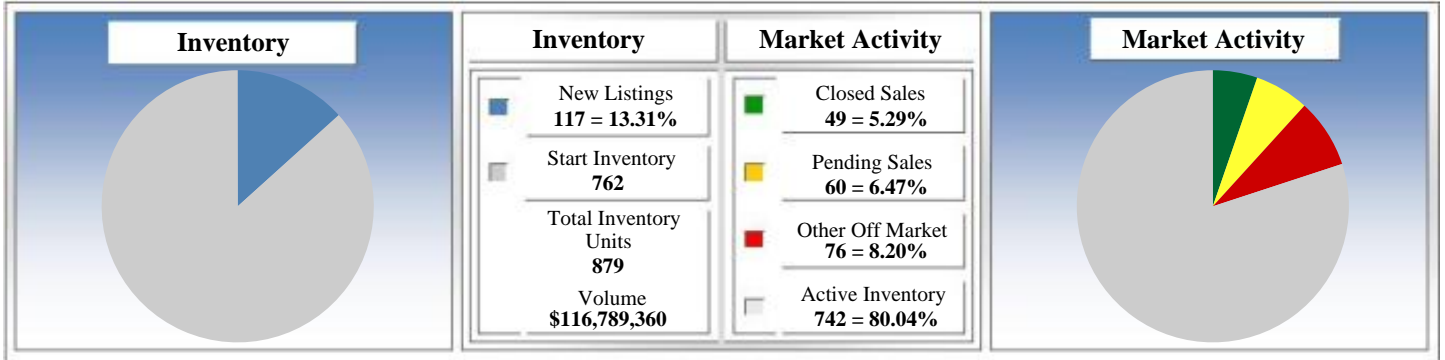 Inventory
Inventory
New Listings
117 = 13.31%
Start Inventory
762
Total Inventory
Units
879
Volume
$116,789,360
Market Activity
Closed Sales
49 = 5.29%
Pending Sales
60 = 6.47%
Other Off Market
76 = 8.20%
Active Inventory
742 = 80.04%
Market Activity